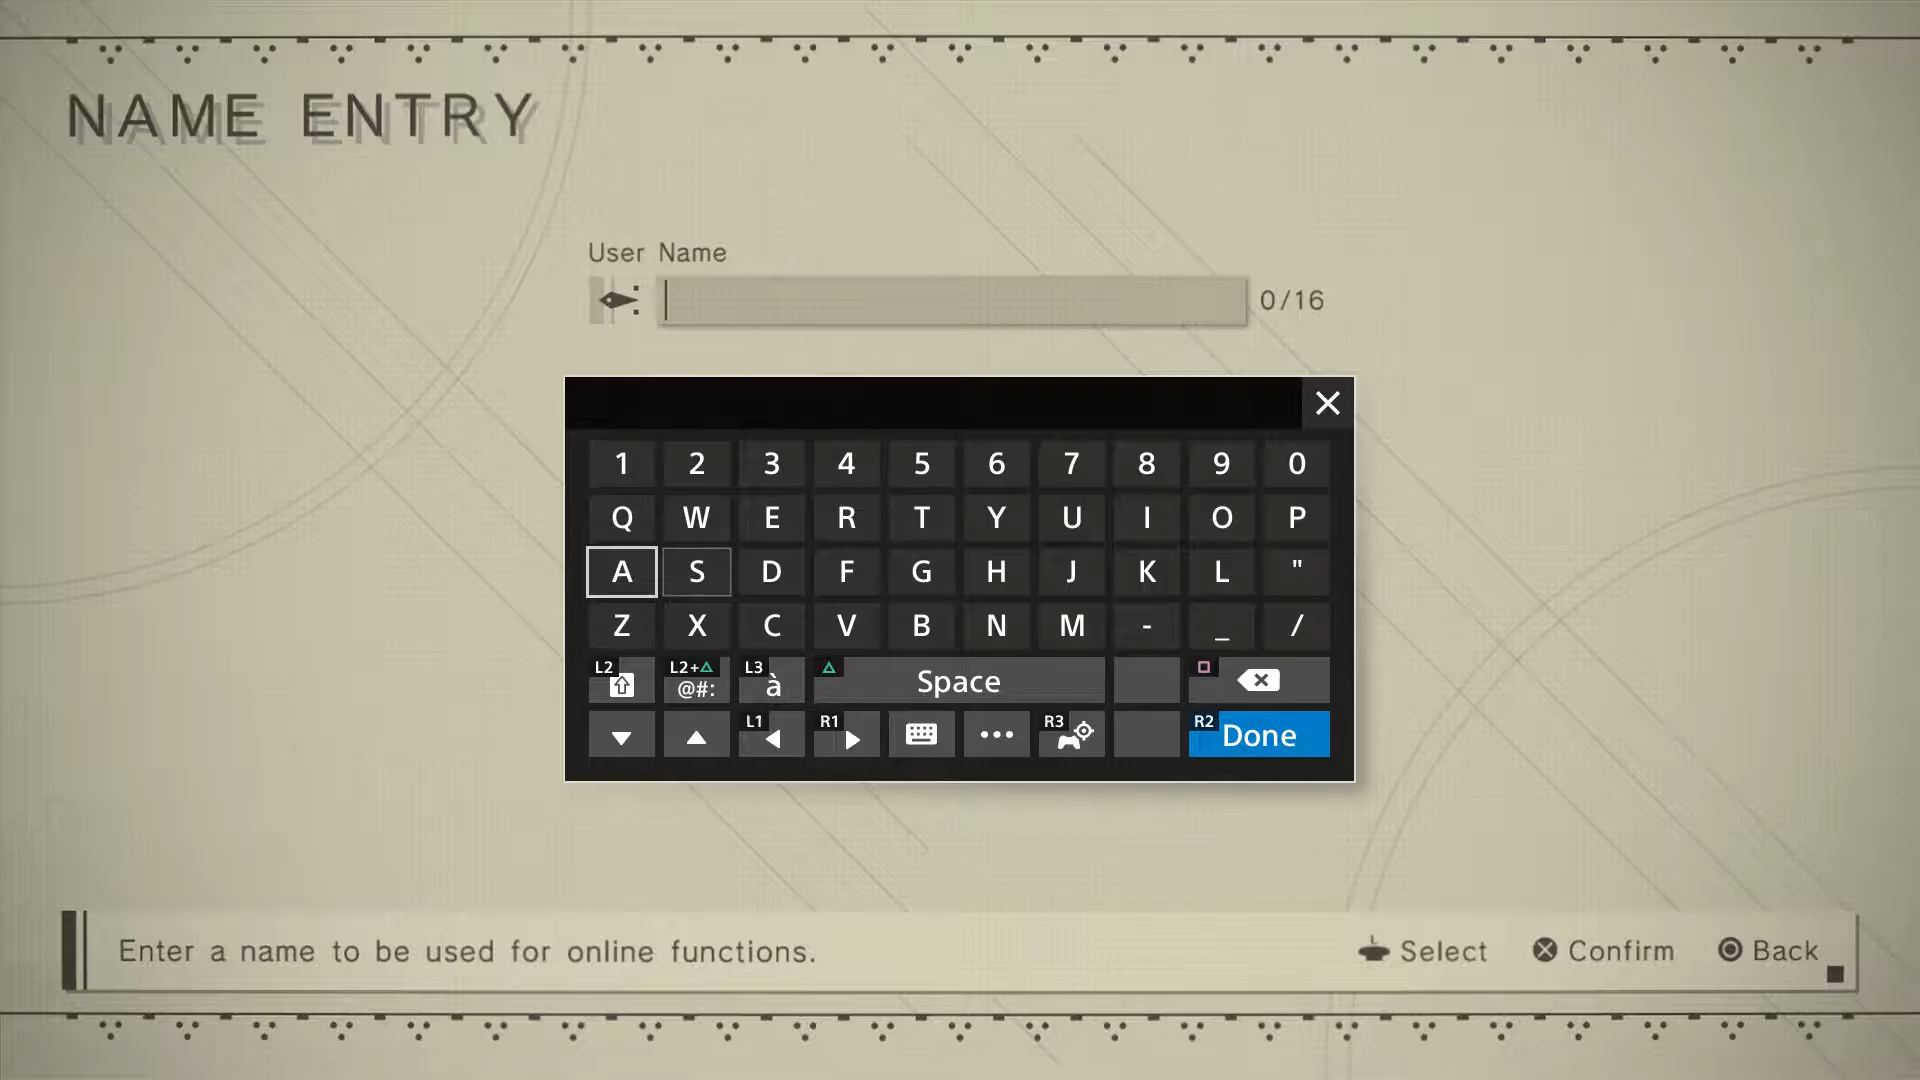 NAME ENTRY
User Name
0/16
1 2 3 4 5 6 7 8 9 0
Q W E R T Y U I O P
A S D F G H J K L "
Z X C V B N M - _ /
L2 L2+△ @#: L3 à △ Space □
L1 R1 ... R3 R2 Done
Enter a name to be used for online functions.
L Select Confirm Back